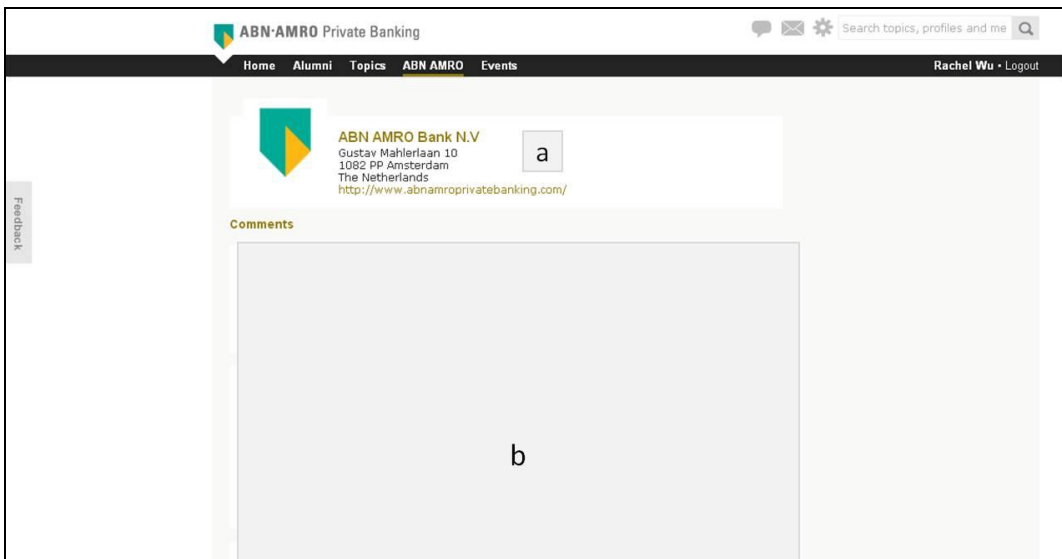 ABN·AMRO Private Banking
Search topics, profiles and me
Home Alumni Topics ABN AMRO Events
Rachel Wu • Logout
ABN AMRO Bank N.V
Gustav Mahlerlaan 10
1082 PP Amsterdam
The Netherlands
http://www.abnamroprivatebanking.com/
a
Feedback
Comments
b